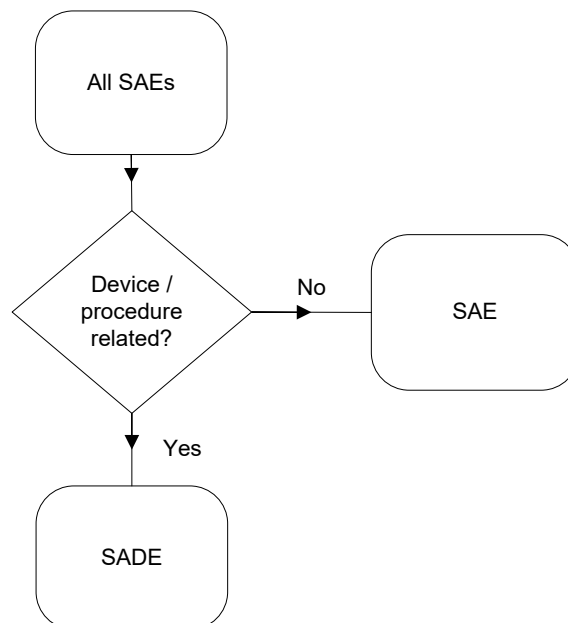 All SAEs
Device /
procedure
related?
No
SAE
Yes
SADE